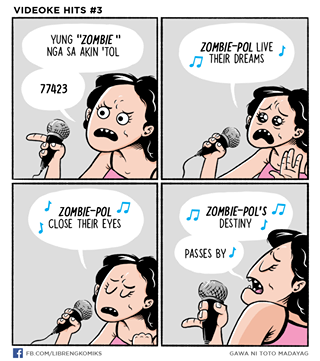 VIDEOKE HITS #3
YUNG "ZOMBIE"
NGA SA AKIN 'TOL
77423
ZOMBIE-POL LIVE
THEIR DREAMS
ZOMBIE-POL
CLOSE THEIR EYES
ZOMBIE-POL'S
DESTINY
PASSES BY
FB.COM/LIBRENGKOMIKS
GAWA NI TOTO MADAYAG